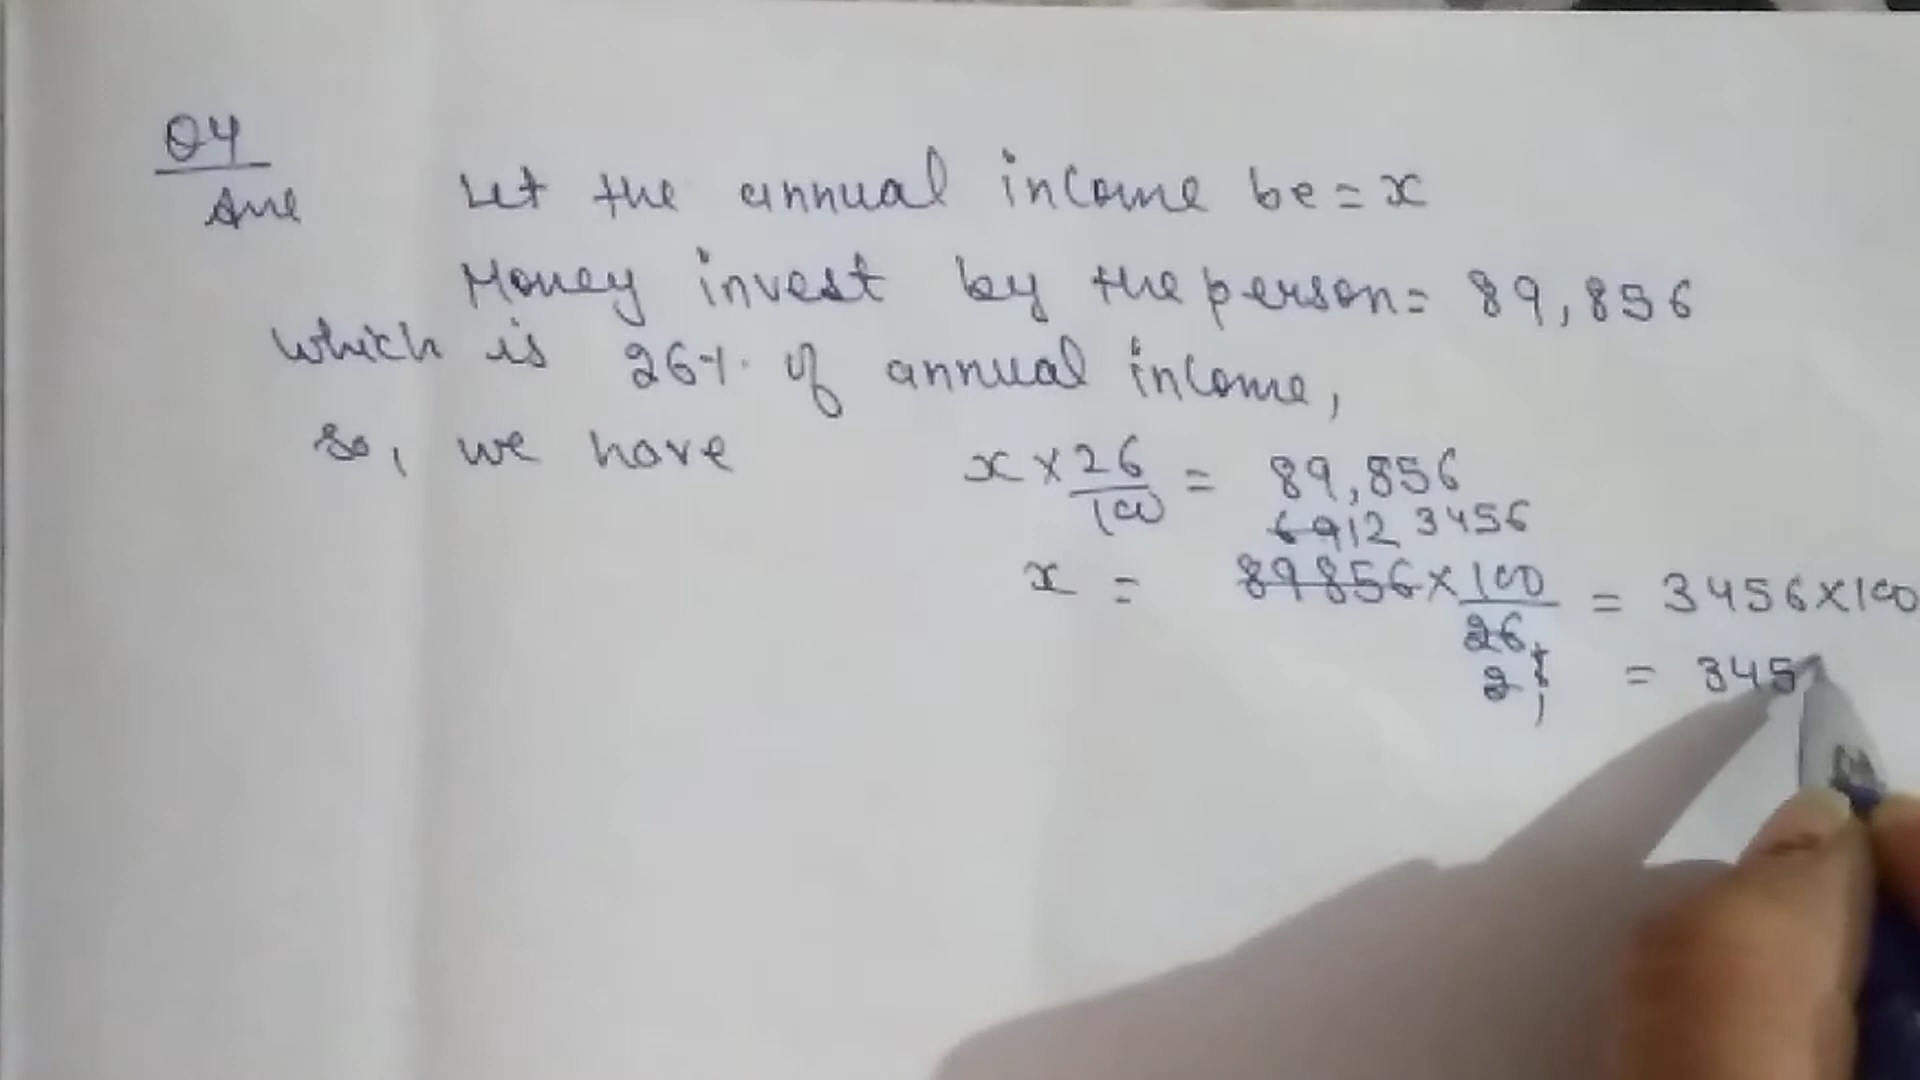 Q4
Ans Let the annual income be = x
Money invest by the person = 89,856
which is 26% of annual income,
so, we have x × 26/100 = 89,856
6912 3456
x = 89856 × 100/26 = 3456×100
2
= 345